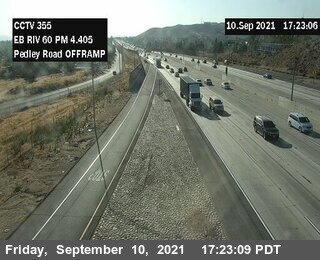 CCTV 355
10.Sep 2021 17:23:06
EB RIV 60 PM 4.405
Pedley Road OFFRAMP
Friday, September 10, 2021 17:23:09 PDT